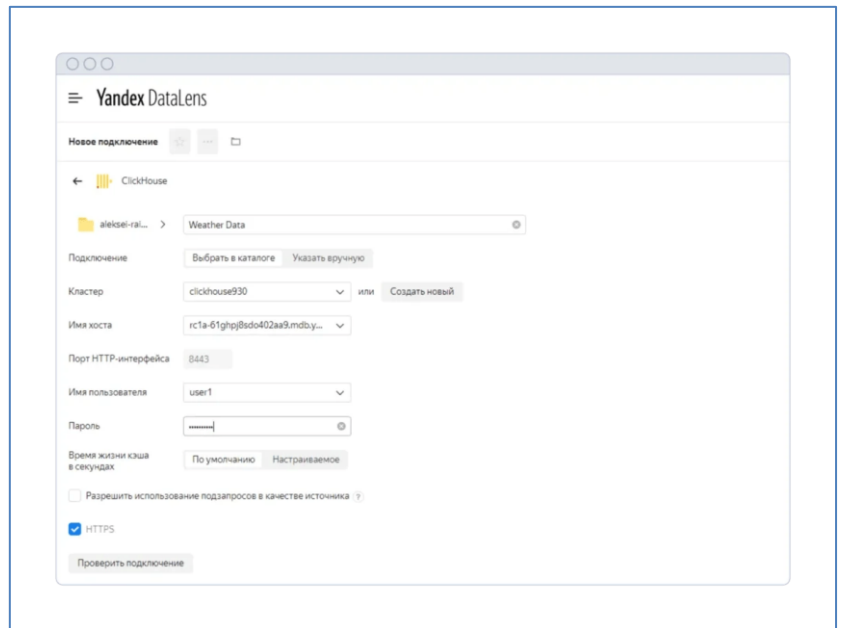 Yandex DataLens
Новое подключение
ClickHouse
aleksei-rai... > Weather Data
Подключение Выбрать в каталоге Указать вручную
Кластер clickhouse930 или Создать новый
Имя хоста rc1a-61ghpj8sdo402aa9.mdb.y...
Порт HTTP-интерфейса 8443
Имя пользователя user1
Пароль ••••••••••
Время жизни кэша
в секундах По умолчанию Настраиваемое
Разрешить использование подзапросов в качестве источника ?
HTTPS
Проверить подключение